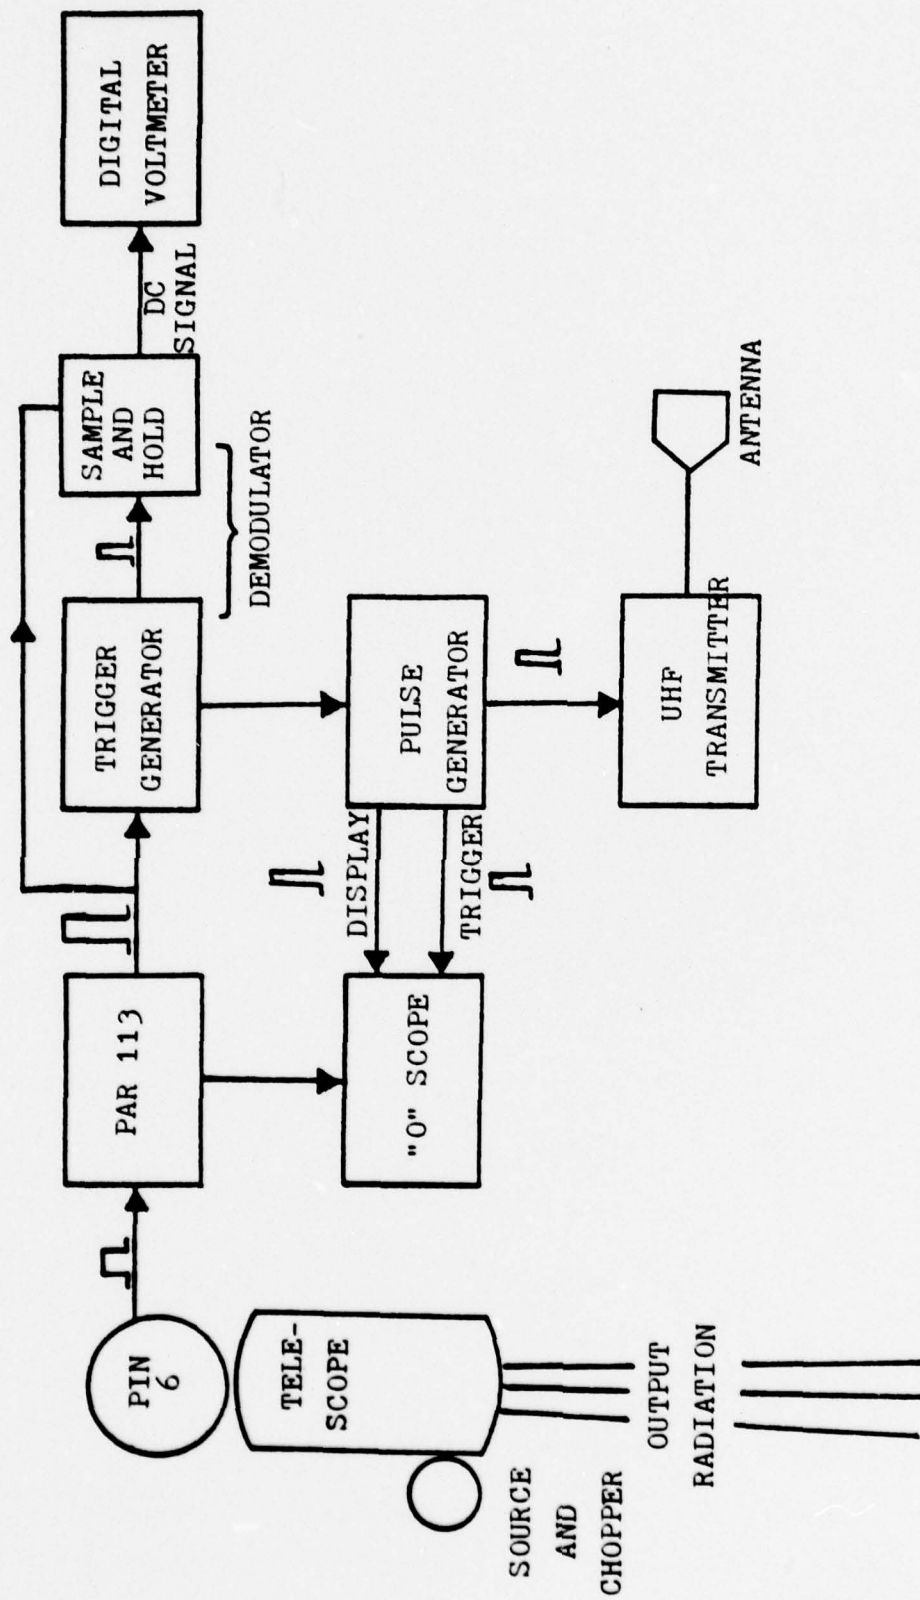 PIN
6
PAR 113
TRIGGER
GENERATOR
SAMPLE
AND
HOLD
DC
SIGNAL
DIGITAL
VOLTMETER
DEMODULATOR
TELE-
SCOPE
"O" SCOPE
DISPLAY
TRIGGER
PULSE
GENERATOR
SOURCE
AND
CHOPPER
OUTPUT
RADIATION
UHF
TRANSMITTER
ANTENNA